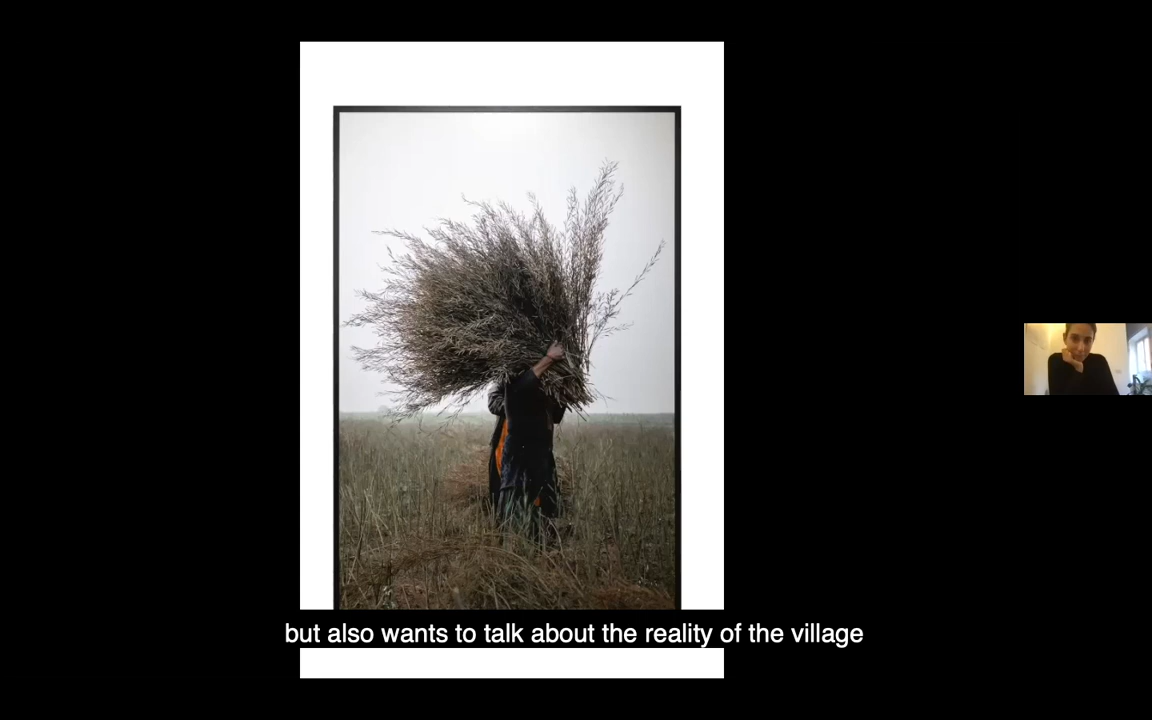 but also wants to talk about the reality of the village